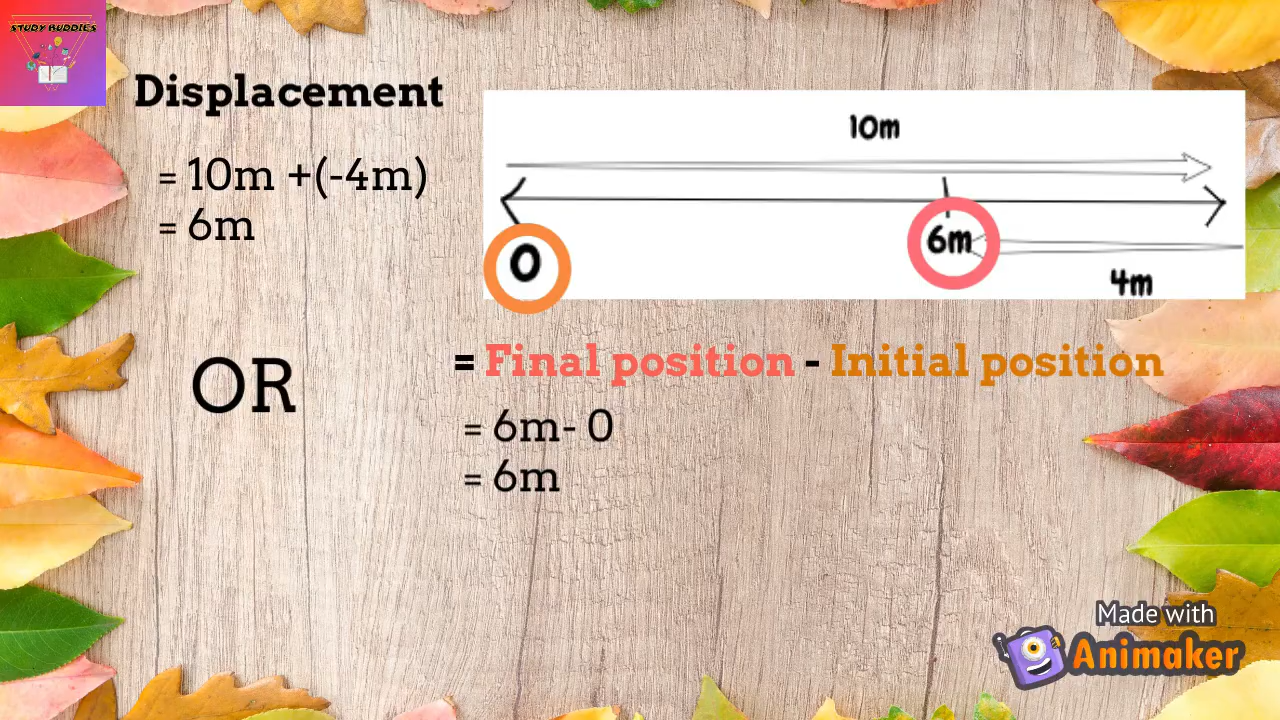 STUDY BUDDIES
Displacement
= 10m +(-4m)
= 6m
10m
0
6m
4m
OR
= Final position - Initial position
= 6m- 0
= 6m
Made with
Animaker